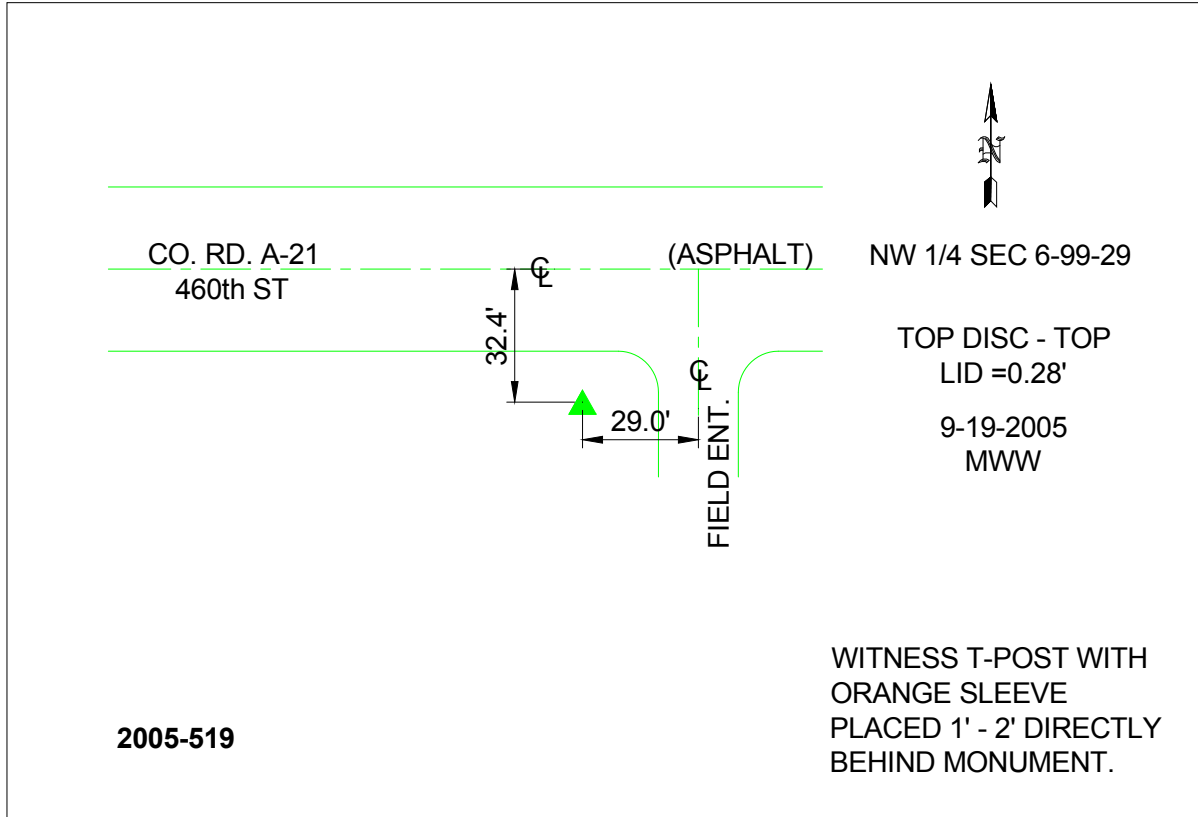 N
CO. RD. A-21
460th ST
(ASPHALT)
CL
32.4'
CL
29.0'
FIELD ENT.
NW 1/4 SEC 6-99-29
TOP DISC - TOP
LID =0.28'
9-19-2005
MWW
2005-519
WITNESS T-POST WITH
ORANGE SLEEVE
PLACED 1' - 2' DIRECTLY
BEHIND MONUMENT.